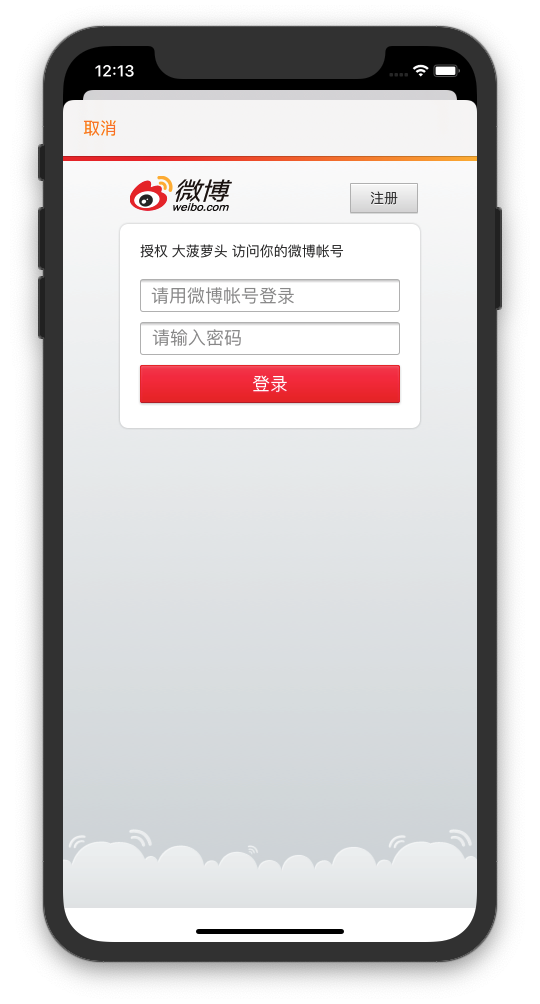 12:13
取消
微博
weibo.com
注册
授权 大菠萝头 访问你的微博帐号
请用微博帐号登录
请输入密码
登录